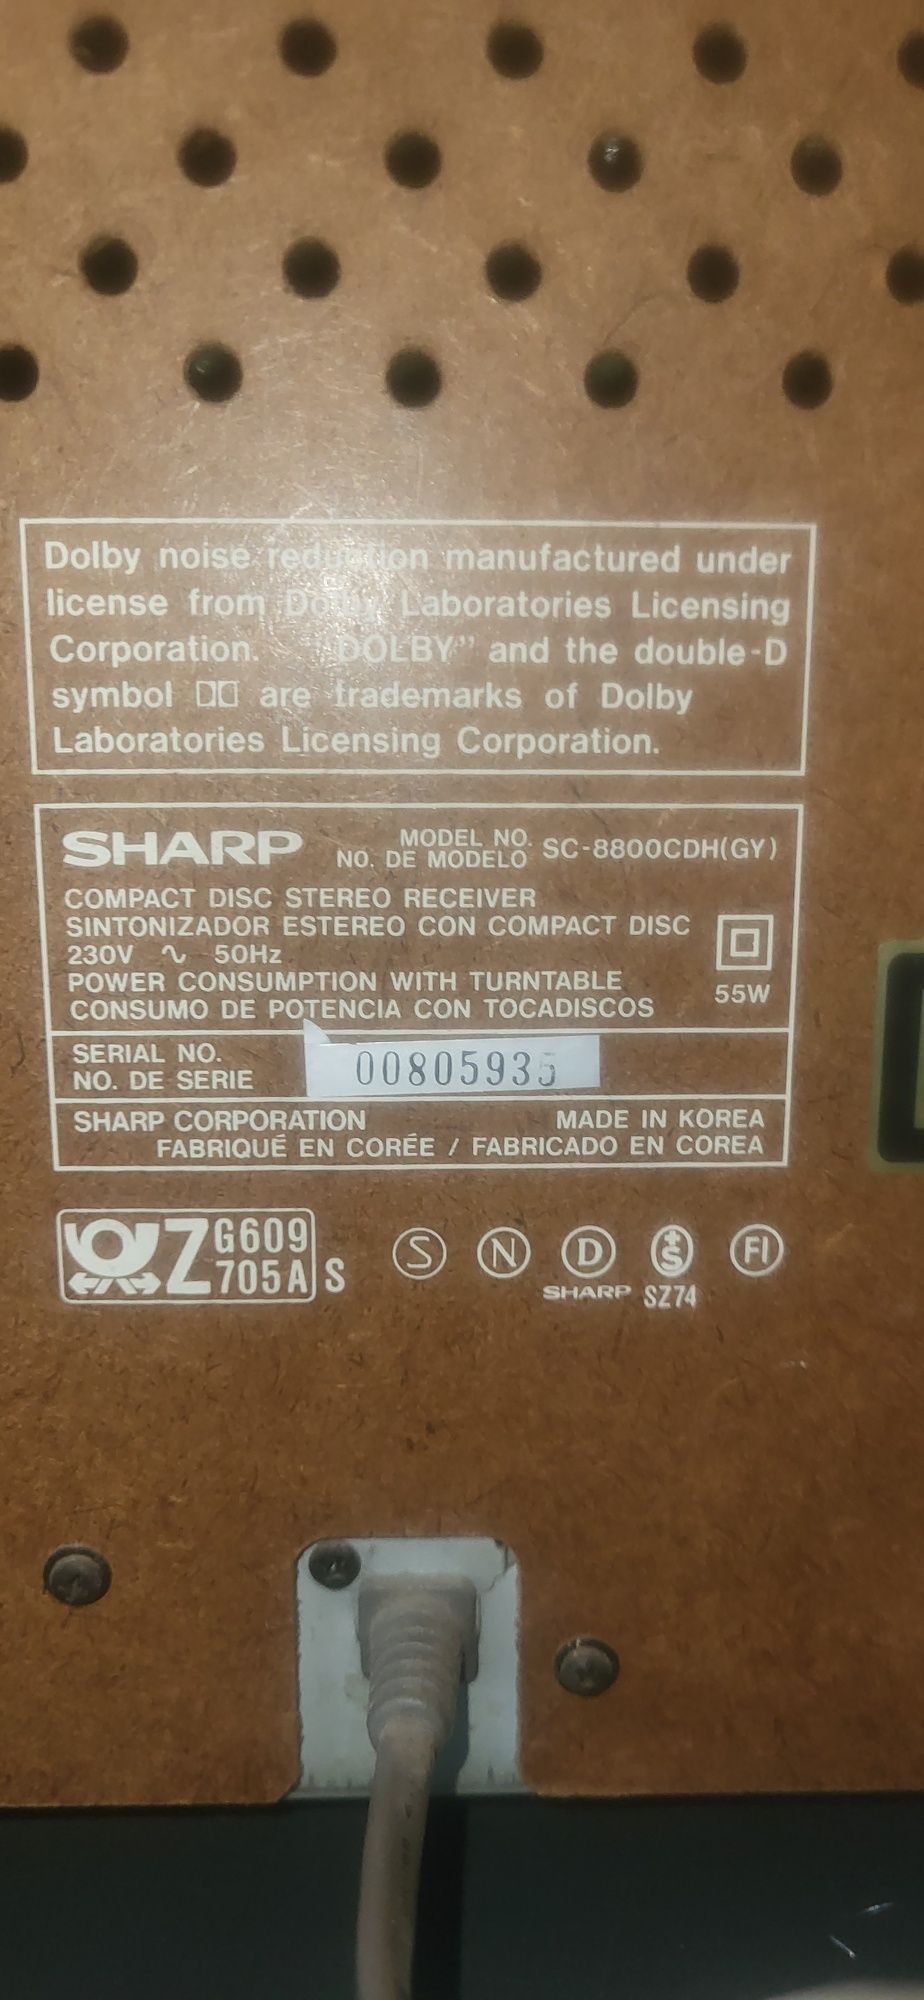 Dolby noise reduction manufactured under
license from Dolby Laboratories Licensing
Corporation. DOLBY" and the double-D
symbol are trademarks of Dolby
Laboratories Licensing Corporation.
SHARP
MODEL NO.
NO. DE MODELO
SC-8800CDH(GY)
COMPACT DISC STEREO RECEIVER
SINTONIZADOR ESTEREO CON COMPACT DISC
230V ∿ 50Hz
POWER CONSUMPTION WITH TURNTABLE
CONSUMO DE POTENCIA CON TOCADISCOS
55W
SERIAL NO.
NO. DE SERIE
00805935
SHARP CORPORATION MADE IN KOREA
FABRIQUÉ EN CORÉE / FABRICADO EN COREA
Z G609
705A S
S N D S FI
SHARP SZ74